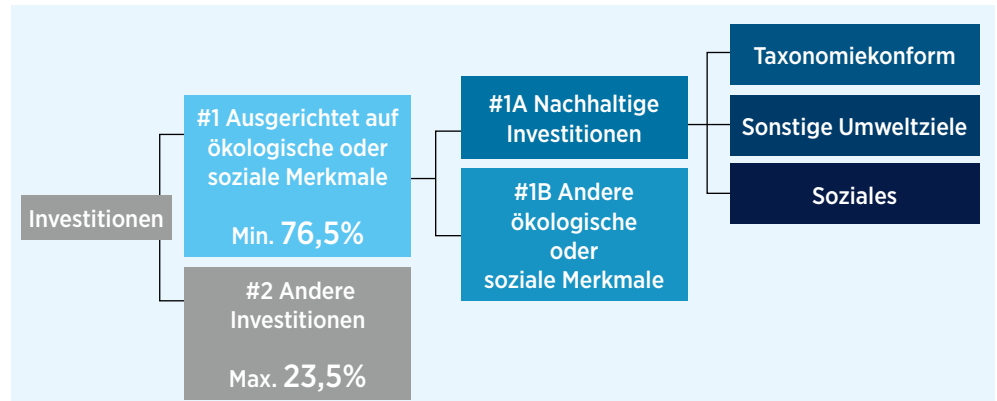 Investitionen
#1 Ausgerichtet auf
ökologische oder
soziale Merkmale
Min. 76,5%
#2 Andere
Investitionen
Max. 23,5%
#1A Nachhaltige
Investitionen
#1B Andere
ökologische
oder
soziale Merkmale
Taxonomiekonform
Sonstige Umweltziele
Soziales